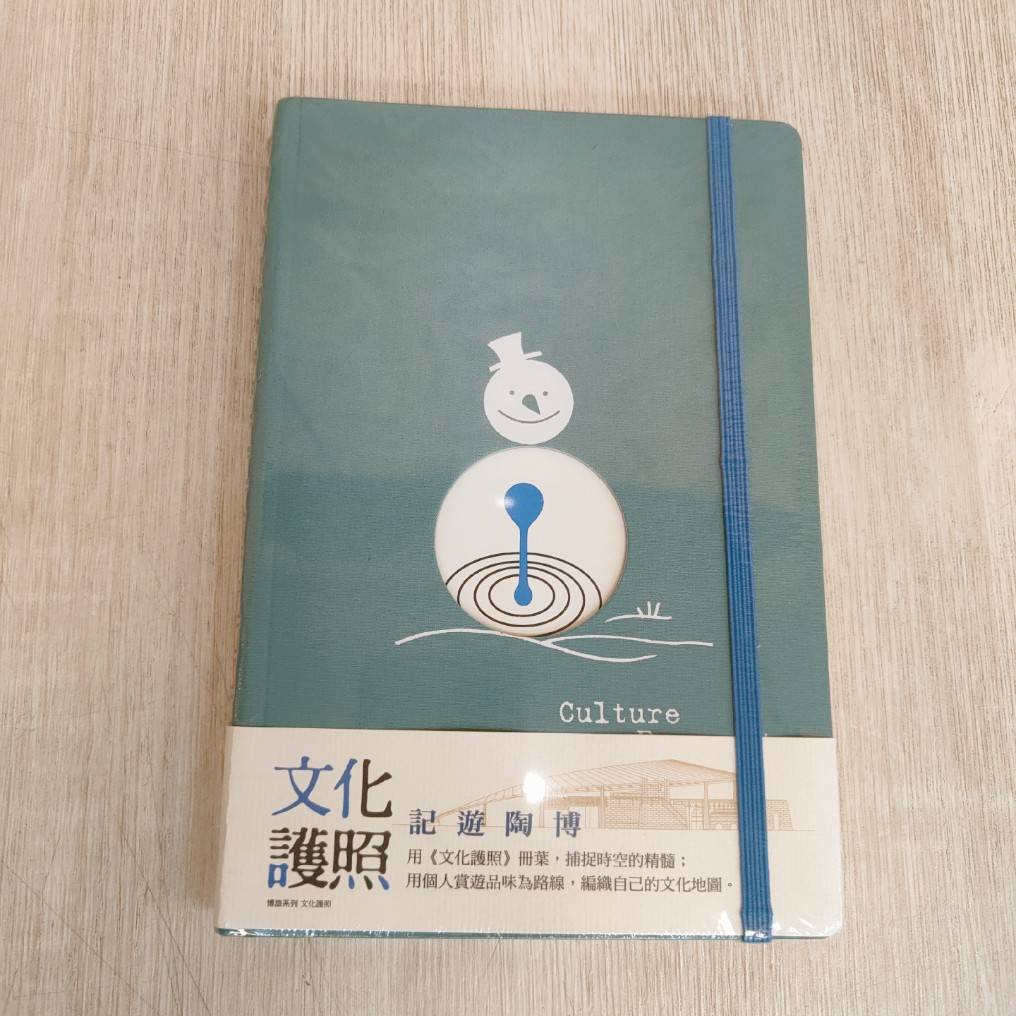 Culture
文化
護照
記遊陶博
用《文化護照》冊葉，捕捉時空的精髓；
用個人賞遊品味為路線，編織自己的文化地圖。
博旅系列 文化護照